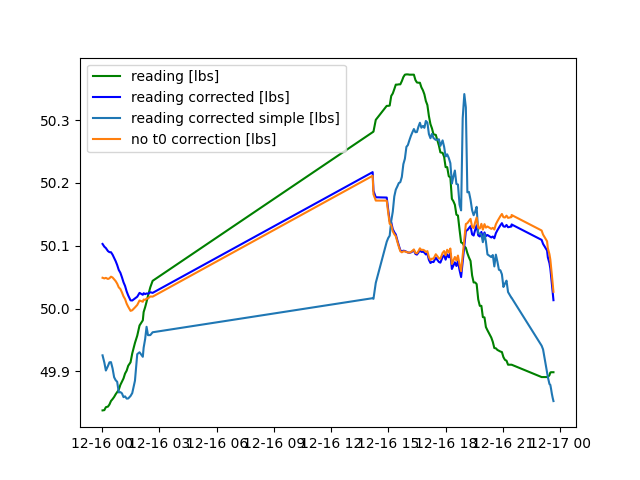 reading [lbs]
reading corrected [lbs]
reading corrected simple [lbs]
no t0 correction [lbs]
50.3
50.2
50.1
50.0
49.9
12-16 00 12-16 03 12-16 06 12-16 09 12-16 12 12-16 15 12-16 18 12-16 21 12-17 00